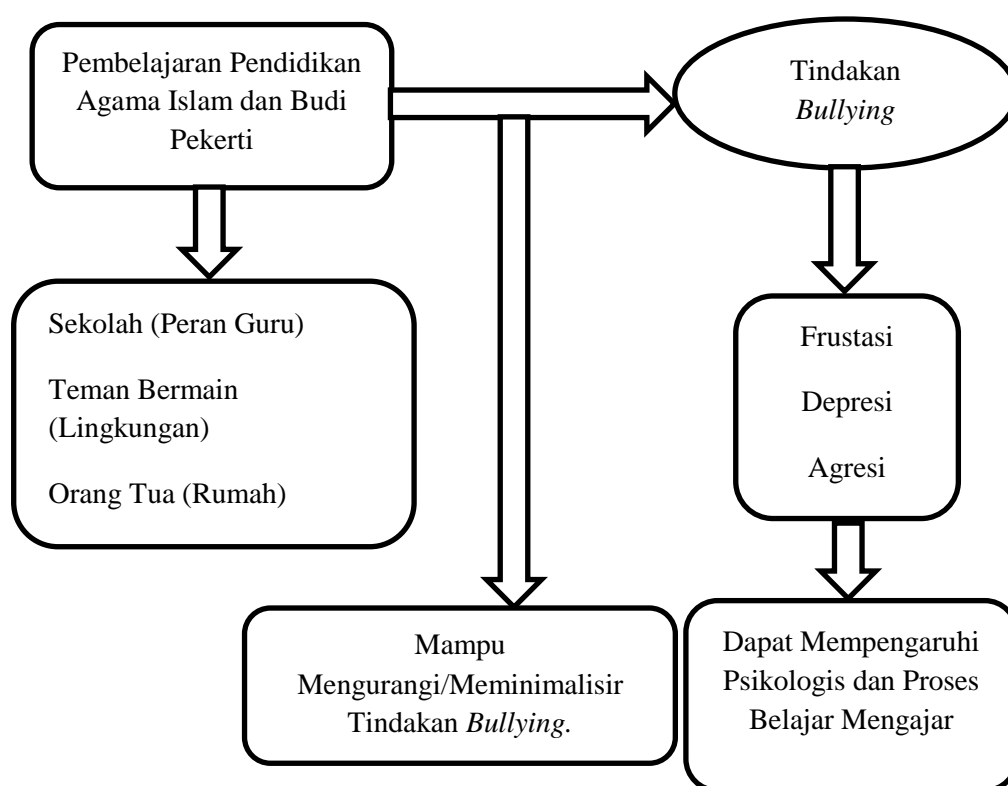 Pembelajaran Pendidikan
Agama Islam dan Budi
Pekerti
Tindakan
Bullying
Sekolah (Peran Guru)
Teman Bermain
(Lingkungan)
Orang Tua (Rumah)
Frustasi
Depresi
Agresi
Mampu
Mengurangi/Meminimalisir
Tindakan Bullying.
Dapat Mempengaruhi
Psikologis dan Proses
Belajar Mengajar